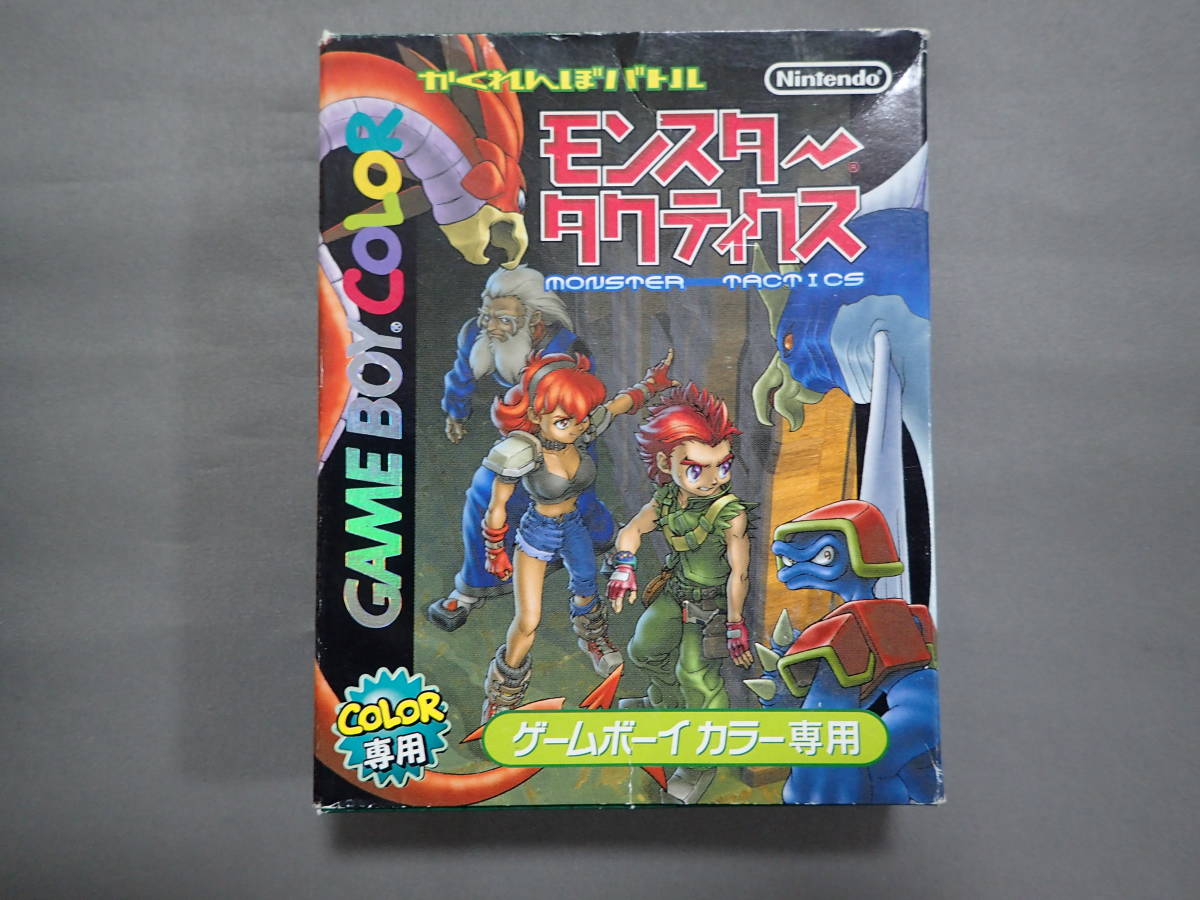 かくれんぼバトル
Nintendo®
モンスター®
タクティクス
MONSTER TACTICS
GAME BOY® COLOR
COLOR
専用
ゲームボーイ カラー専用